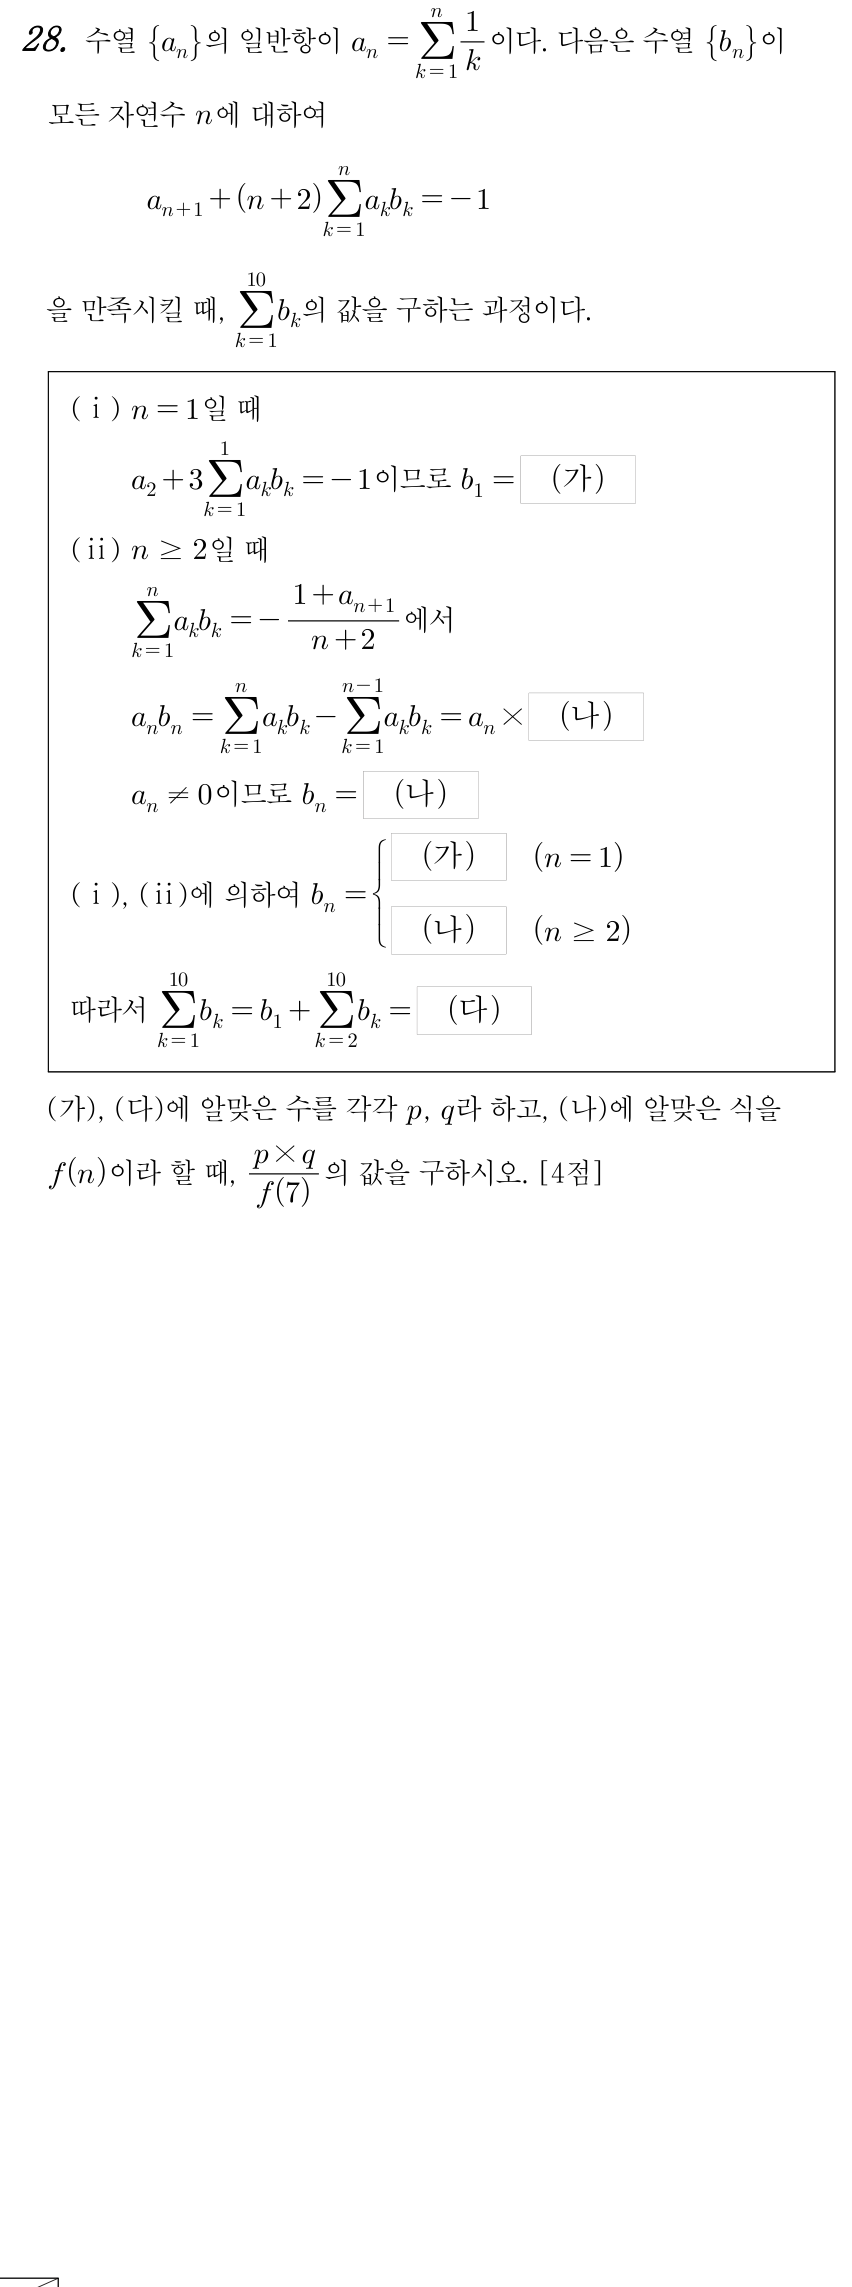 28. 수열 {aₙ}의 일반항이 aₙ = ∑_{k=1}^{n} 1/k 이다. 다음은 수열 {bₙ}이
모든 자연수 n에 대하여
a_{n+1} + (n+2)∑_{k=1}^{n} a_k b_k = −1
을 만족시킬 때, ∑_{k=1}^{10} b_k의 값을 구하는 과정이다.
(ⅰ) n = 1일 때
a₂ + 3∑_{k=1}^{1} a_k b_k = −1이므로 b₁ = (가)
(ⅱ) n ≥ 2일 때
∑_{k=1}^{n} a_k b_k = − (1+a_{n+1})/(n+2) 에서
aₙbₙ = ∑_{k=1}^{n} a_k b_k − ∑_{k=1}^{n−1} a_k b_k = aₙ × (나)
aₙ ≠ 0이므로 bₙ = (나)
(ⅰ), (ⅱ)에 의하여 bₙ = { (가) (n = 1)
(나) (n ≥ 2)
따라서 ∑_{k=1}^{10} b_k = b₁ + ∑_{k=2}^{10} b_k = (다)
(가), (다)에 알맞은 수를 각각 p, q라 하고, (나)에 알맞은 식을
f(n)이라 할 때, (p×q)/f(7) 의 값을 구하시오. [4점]